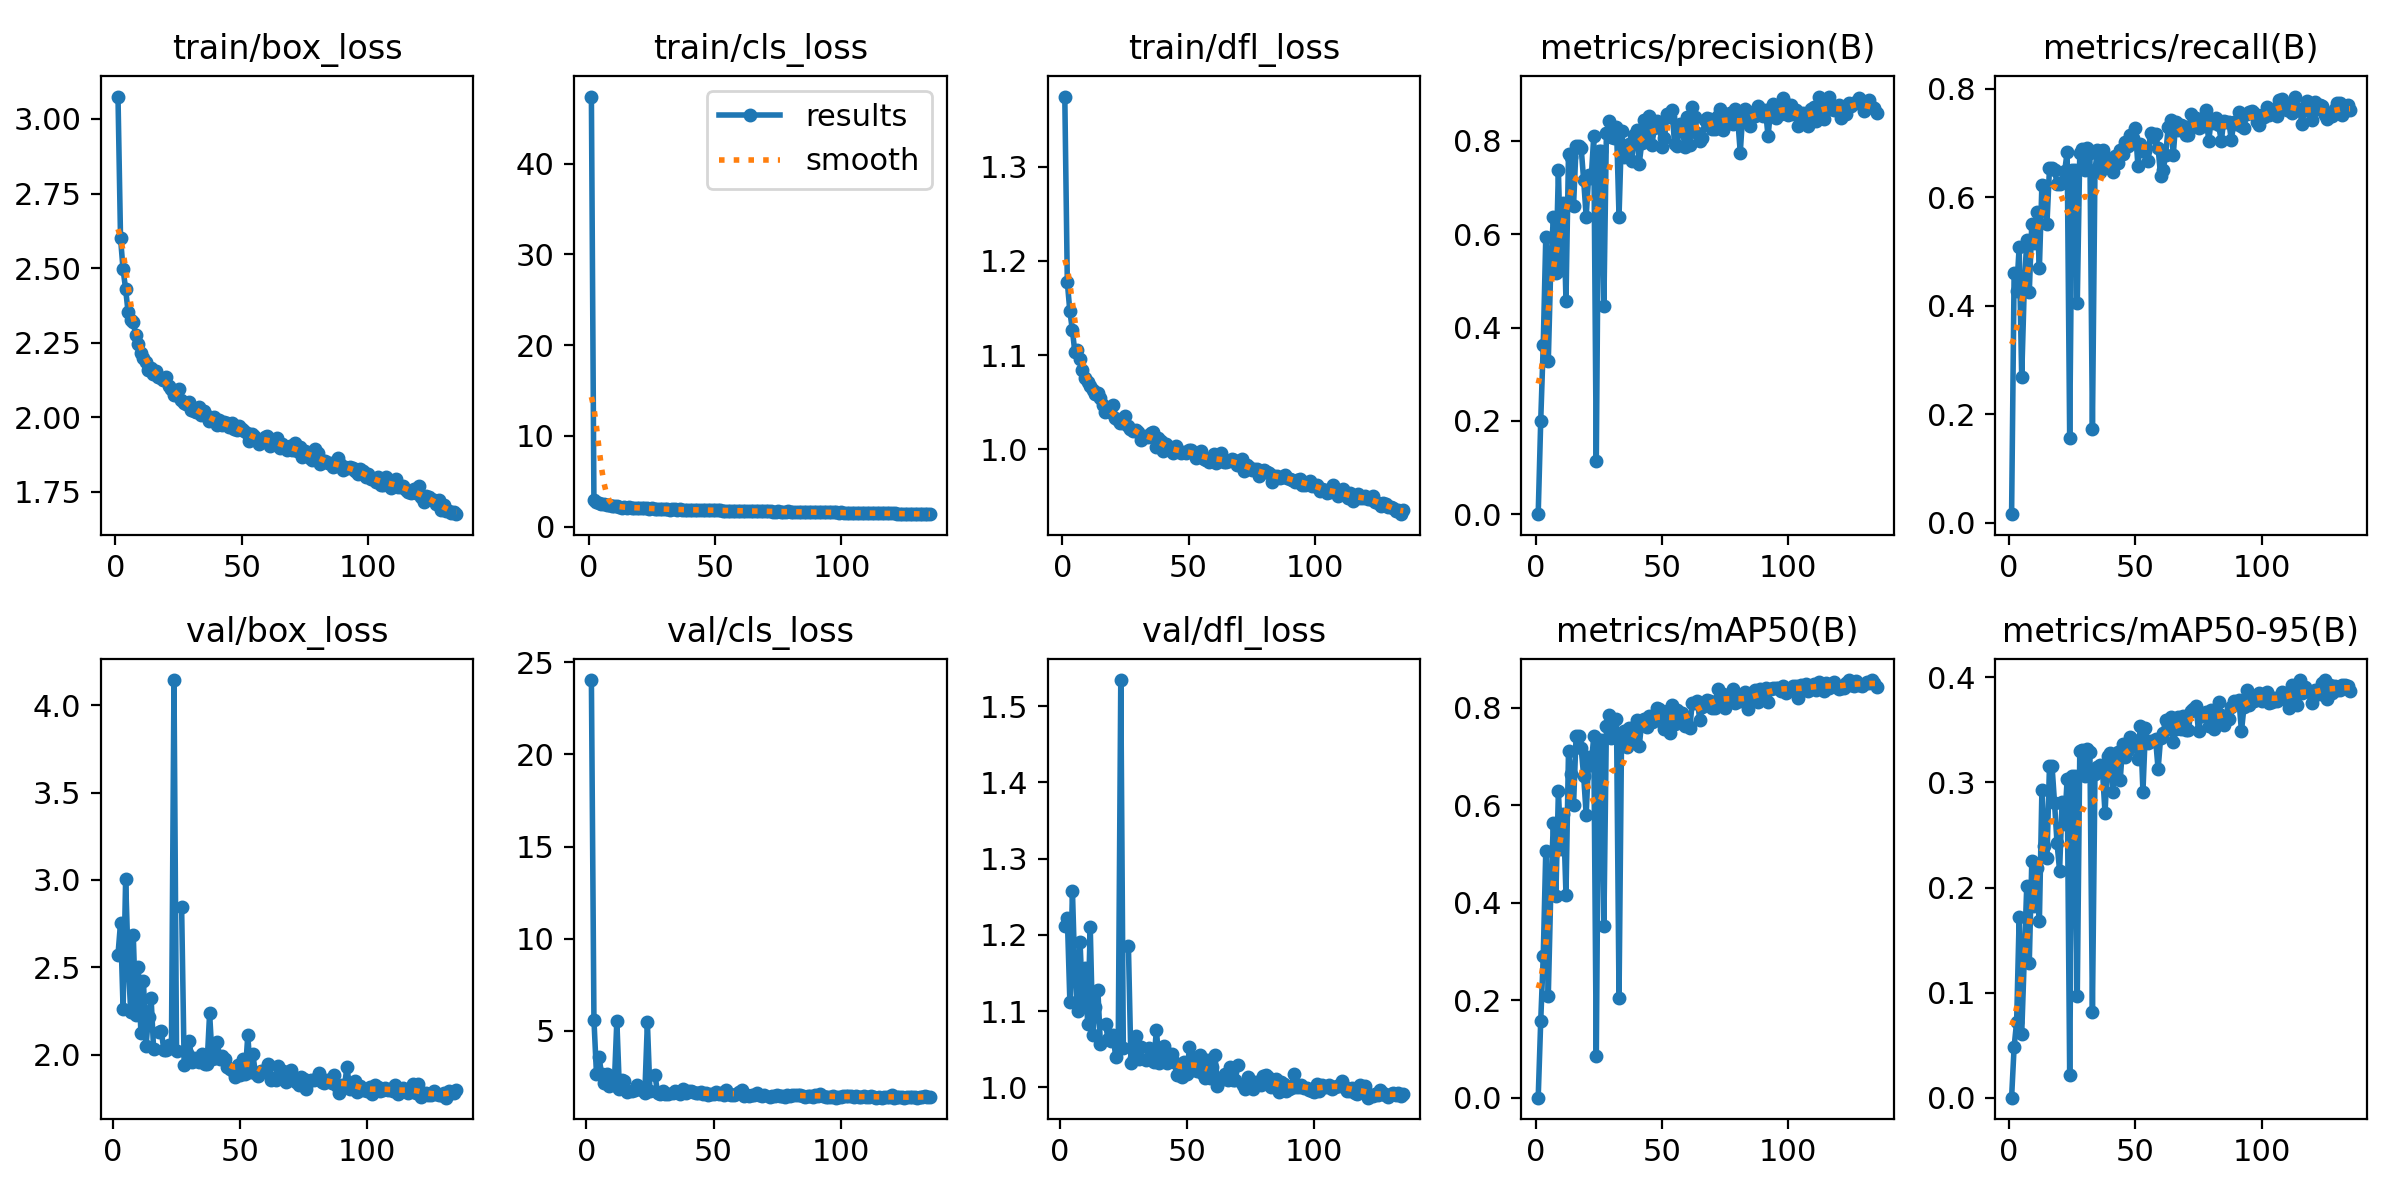 train/box_loss
train/cls_loss
train/dfl_loss
metrics/precision(B)
metrics/recall(B)
3.00
2.75
2.50
2.25
2.00
1.75
0 50 100
results
smooth
40
30
20
10
0
0 50 100
1.3
1.2
1.1
1.0
0 50 100
0.8
0.6
0.4
0.2
0.0
0 50 100
0.8
0.6
0.4
0.2
0.0
0 50 100
val/box_loss
val/cls_loss
val/dfl_loss
metrics/mAP50(B)
metrics/mAP50-95(B)
4.0
3.5
3.0
2.5
2.0
0 50 100
25
20
15
10
5
0 50 100
1.5
1.4
1.3
1.2
1.1
1.0
0 50 100
0.8
0.6
0.4
0.2
0.0
0 50 100
0.4
0.3
0.2
0.1
0.0
0 50 100